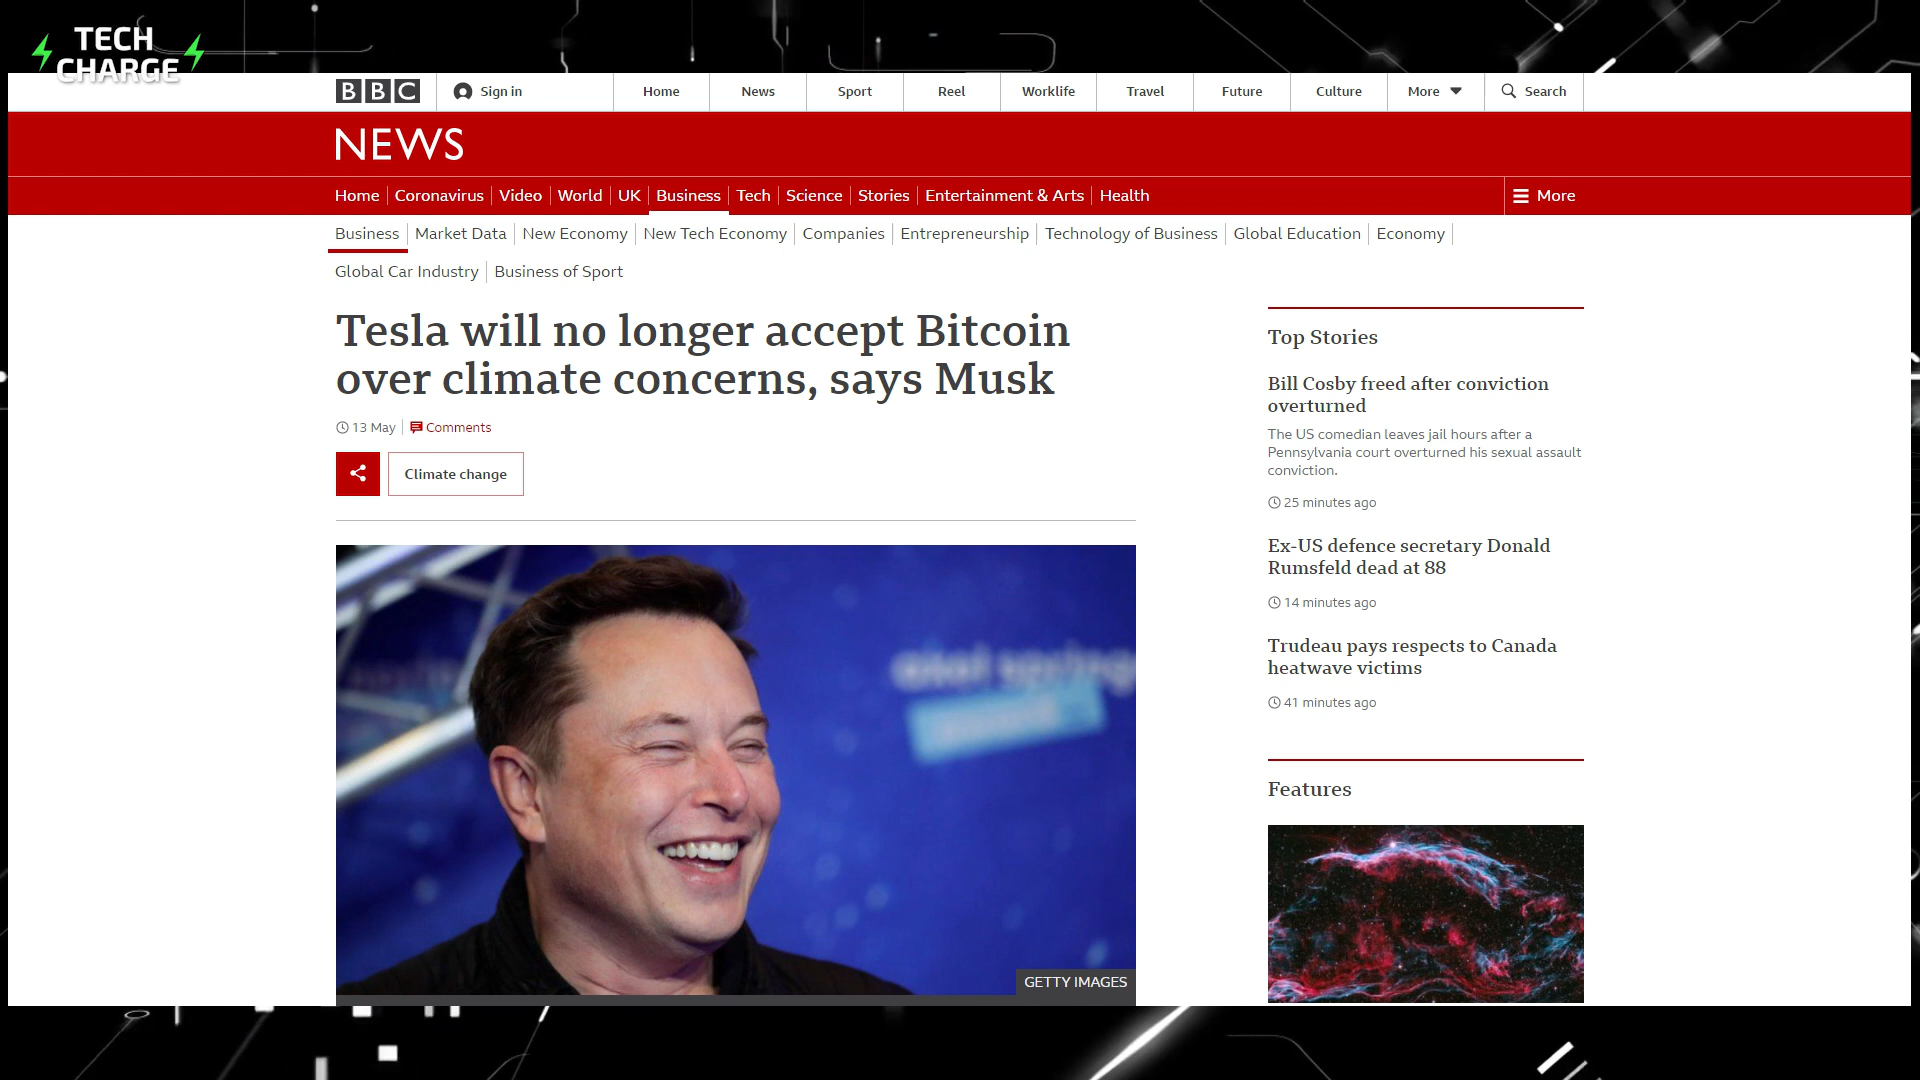 TECH
CHARGE
BBC
Sign in
Home
News
Sport
Reel
Worklife
Travel
Future
Culture
More
Search
NEWS
Home
Coronavirus
Video
World
UK
Business
Tech
Science
Stories
Entertainment & Arts
Health
More
Business
Market Data
New Economy
New Tech Economy
Companies
Entrepreneurship
Technology of Business
Global Education
Economy
Global Car Industry
Business of Sport
Tesla will no longer accept Bitcoin
over climate concerns, says Musk
13 May
Comments
Climate change
axel springer
GETTY IMAGES
Top Stories
Bill Cosby freed after conviction
overturned
The US comedian leaves jail hours after a
Pennsylvania court overturned his sexual assault
conviction.
25 minutes ago
Ex-US defence secretary Donald
Rumsfeld dead at 88
14 minutes ago
Trudeau pays respects to Canada
heatwave victims
41 minutes ago
Features